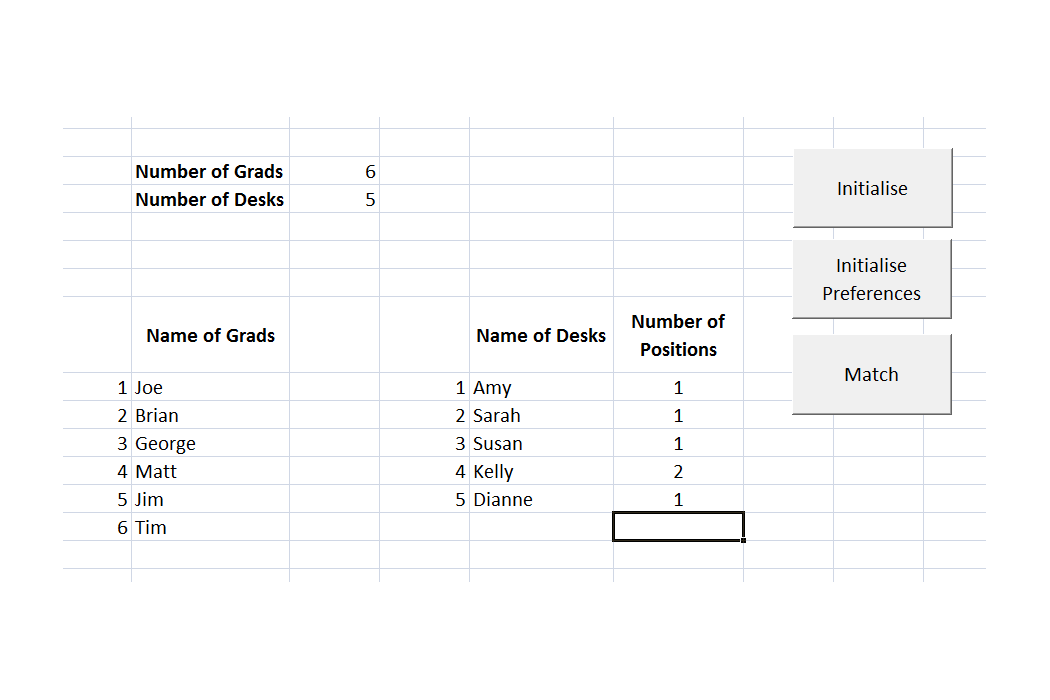 Number of Grads 6
Number of Desks 5
Initialise
Initialise
Preferences
Match
Name of Grads Name of Desks Number of
Positions
1 Joe 1 Amy 1
2 Brian 2 Sarah 1
3 George 3 Susan 1
4 Matt 4 Kelly 2
5 Jim 5 Dianne 1
6 Tim